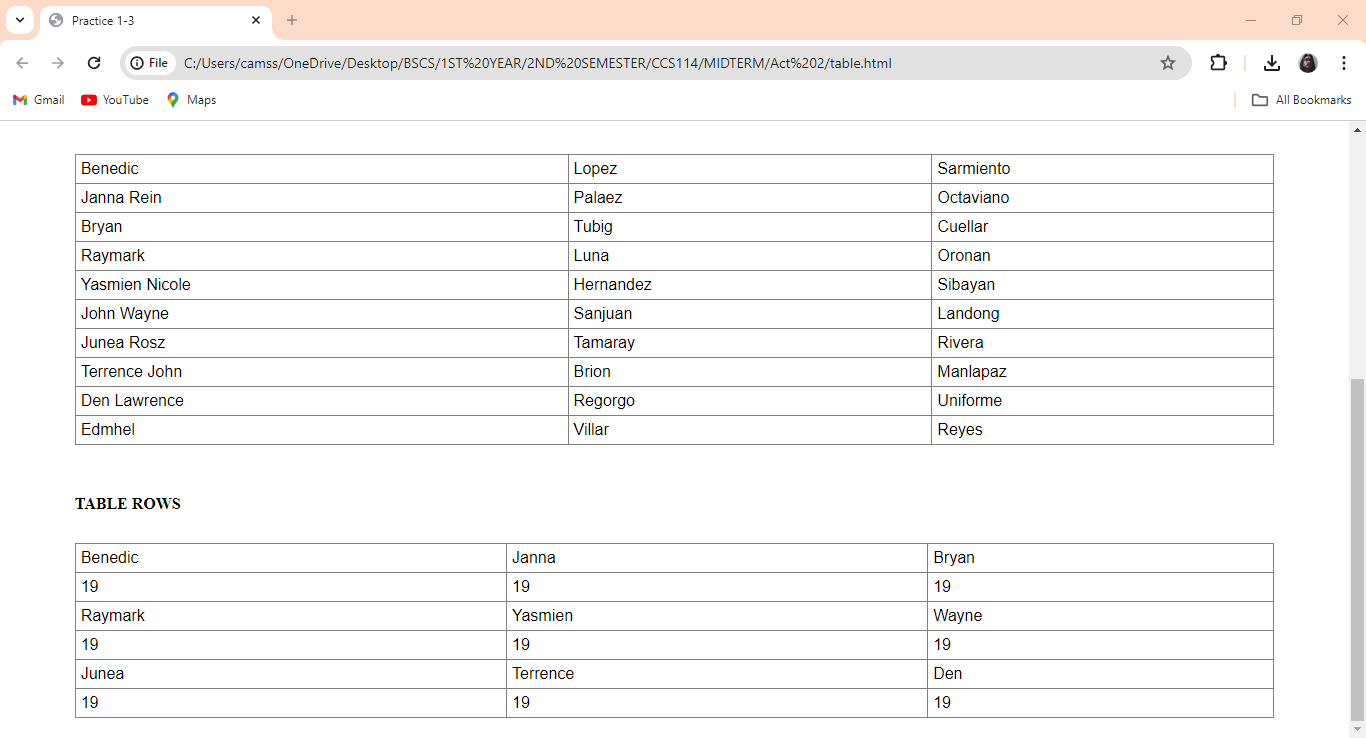 Practice 1-3
File C:/Users/camss/OneDrive/Desktop/BSCS/1ST%20YEAR/2ND%20SEMESTER/CCS114/MIDTERM/Act%202/table.html
Gmail YouTube Maps All Bookmarks
Benedic Lopez Sarmiento
Janna Rein Palaez Octaviano
Bryan Tubig Cuellar
Raymark Luna Oronan
Yasmien Nicole Hernandez Sibayan
John Wayne Sanjuan Landong
Junea Rosz Tamaray Rivera
Terrence John Brion Manlapaz
Den Lawrence Regorgo Uniforme
Edmhel Villar Reyes
TABLE ROWS
Benedic Janna Bryan
19 19 19
Raymark Yasmien Wayne
19 19 19
Junea Terrence Den
19 19 19